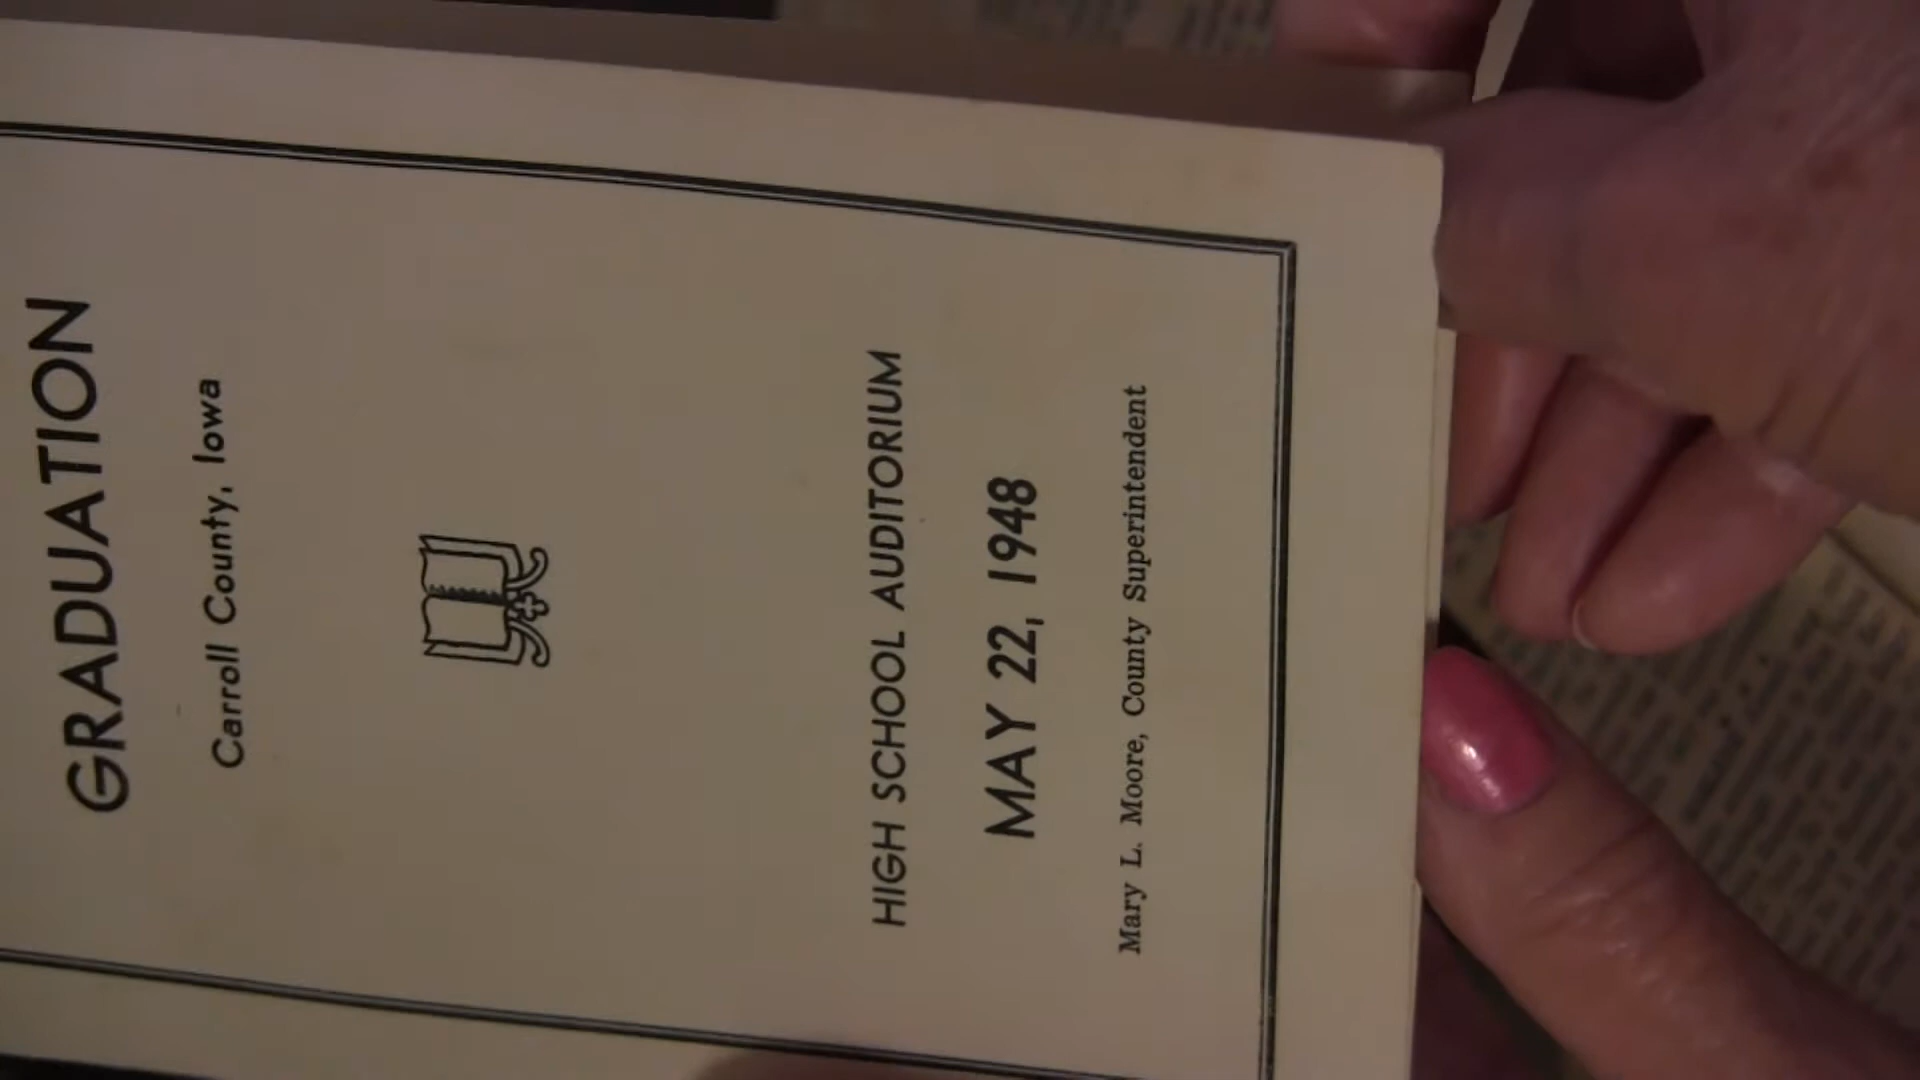 GRADUATION
Carroll County, Iowa
HIGH SCHOOL AUDITORIUM
MAY 22, 1948
Mary L. Moore, County Superintendent